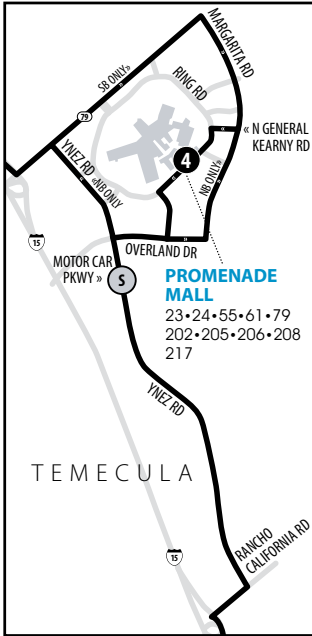 MARGARITA RD
SB ONLY»
RING RD
79
« N GENERAL
KEARNY RD
YNEZ RD
«NB ONLY
4
NB ONLY»
15
OVERLAND DR
MOTOR CAR
PKWY »
S
PROMENADE
MALL
23•24•55•61•79
202•205•206•208
217
YNEZ RD
TEMECULA
RANCHO
CALIFORNIA RD
15